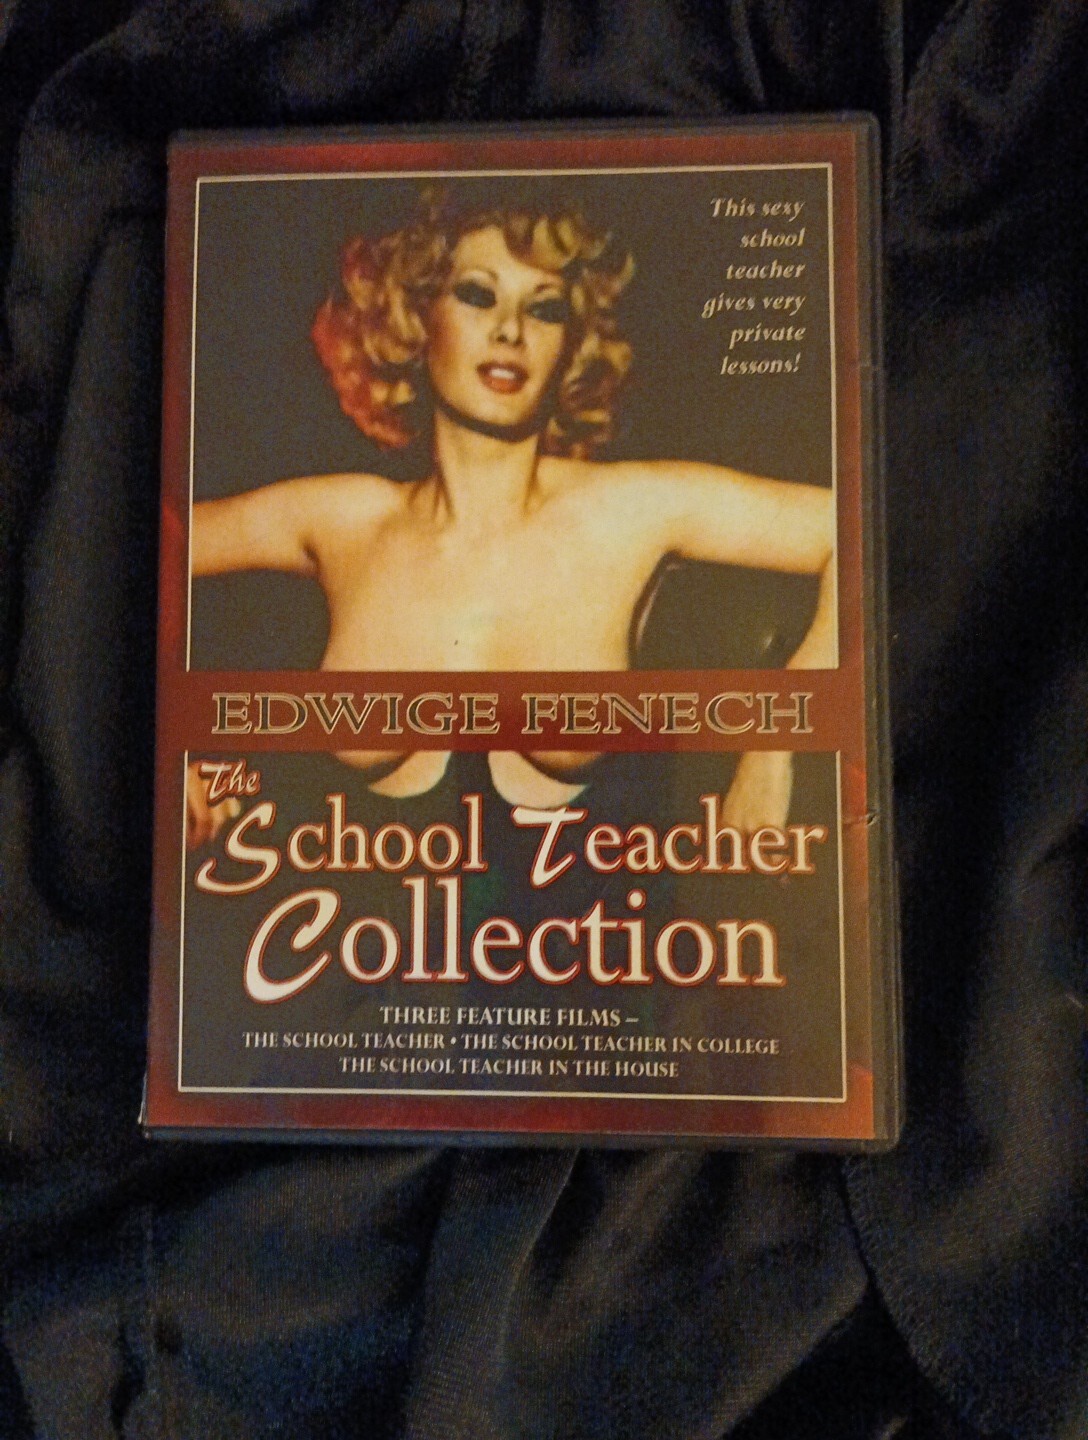 This sexy
school
teacher
gives very
private
lessons!
EDWIGE FENECH
The
School Teacher
Collection
THREE FEATURE FILMS –
THE SCHOOL TEACHER • THE SCHOOL TEACHER IN COLLEGE
THE SCHOOL TEACHER IN THE HOUSE